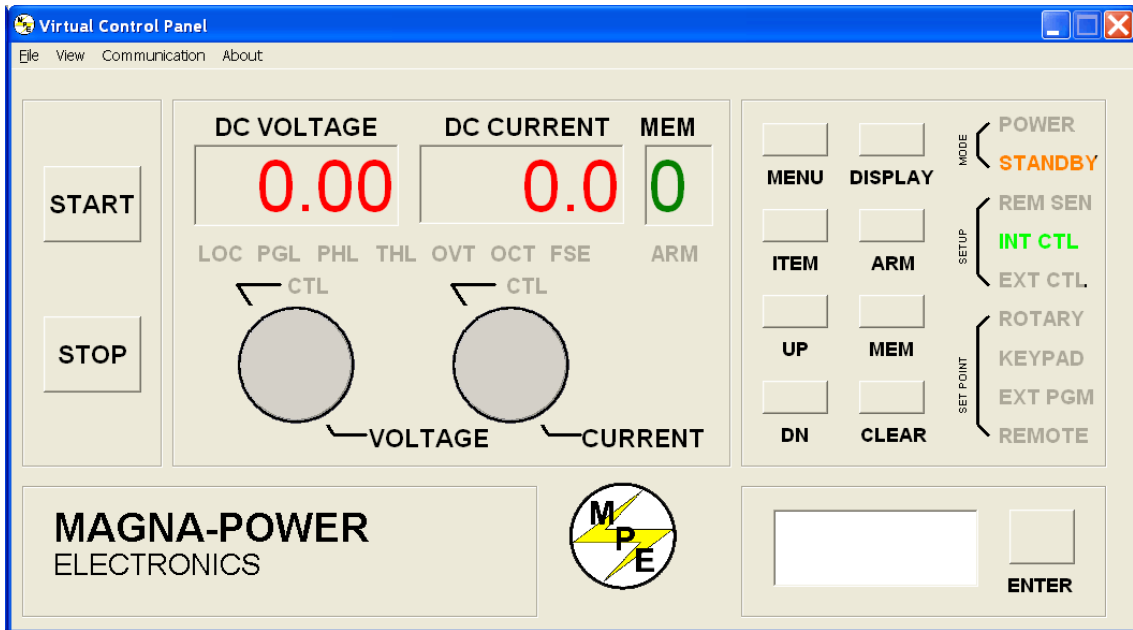 Virtual Control Panel
File View Communication About
START
STOP
DC VOLTAGE DC CURRENT MEM
0.00 0.0 0
LOC PGL PHL THL OVT OCT FSE ARM
CTL CTL
VOLTAGE CURRENT
MENU DISPLAY
ITEM ARM
UP MEM
DN CLEAR
MODE
POWER
STANDBY
SETUP
REM SEN
INT CTL
EXT CTL
SET POINT
ROTARY
KEYPAD
EXT PGM
REMOTE
MAGNA-POWER
ELECTRONICS
MPE
ENTER